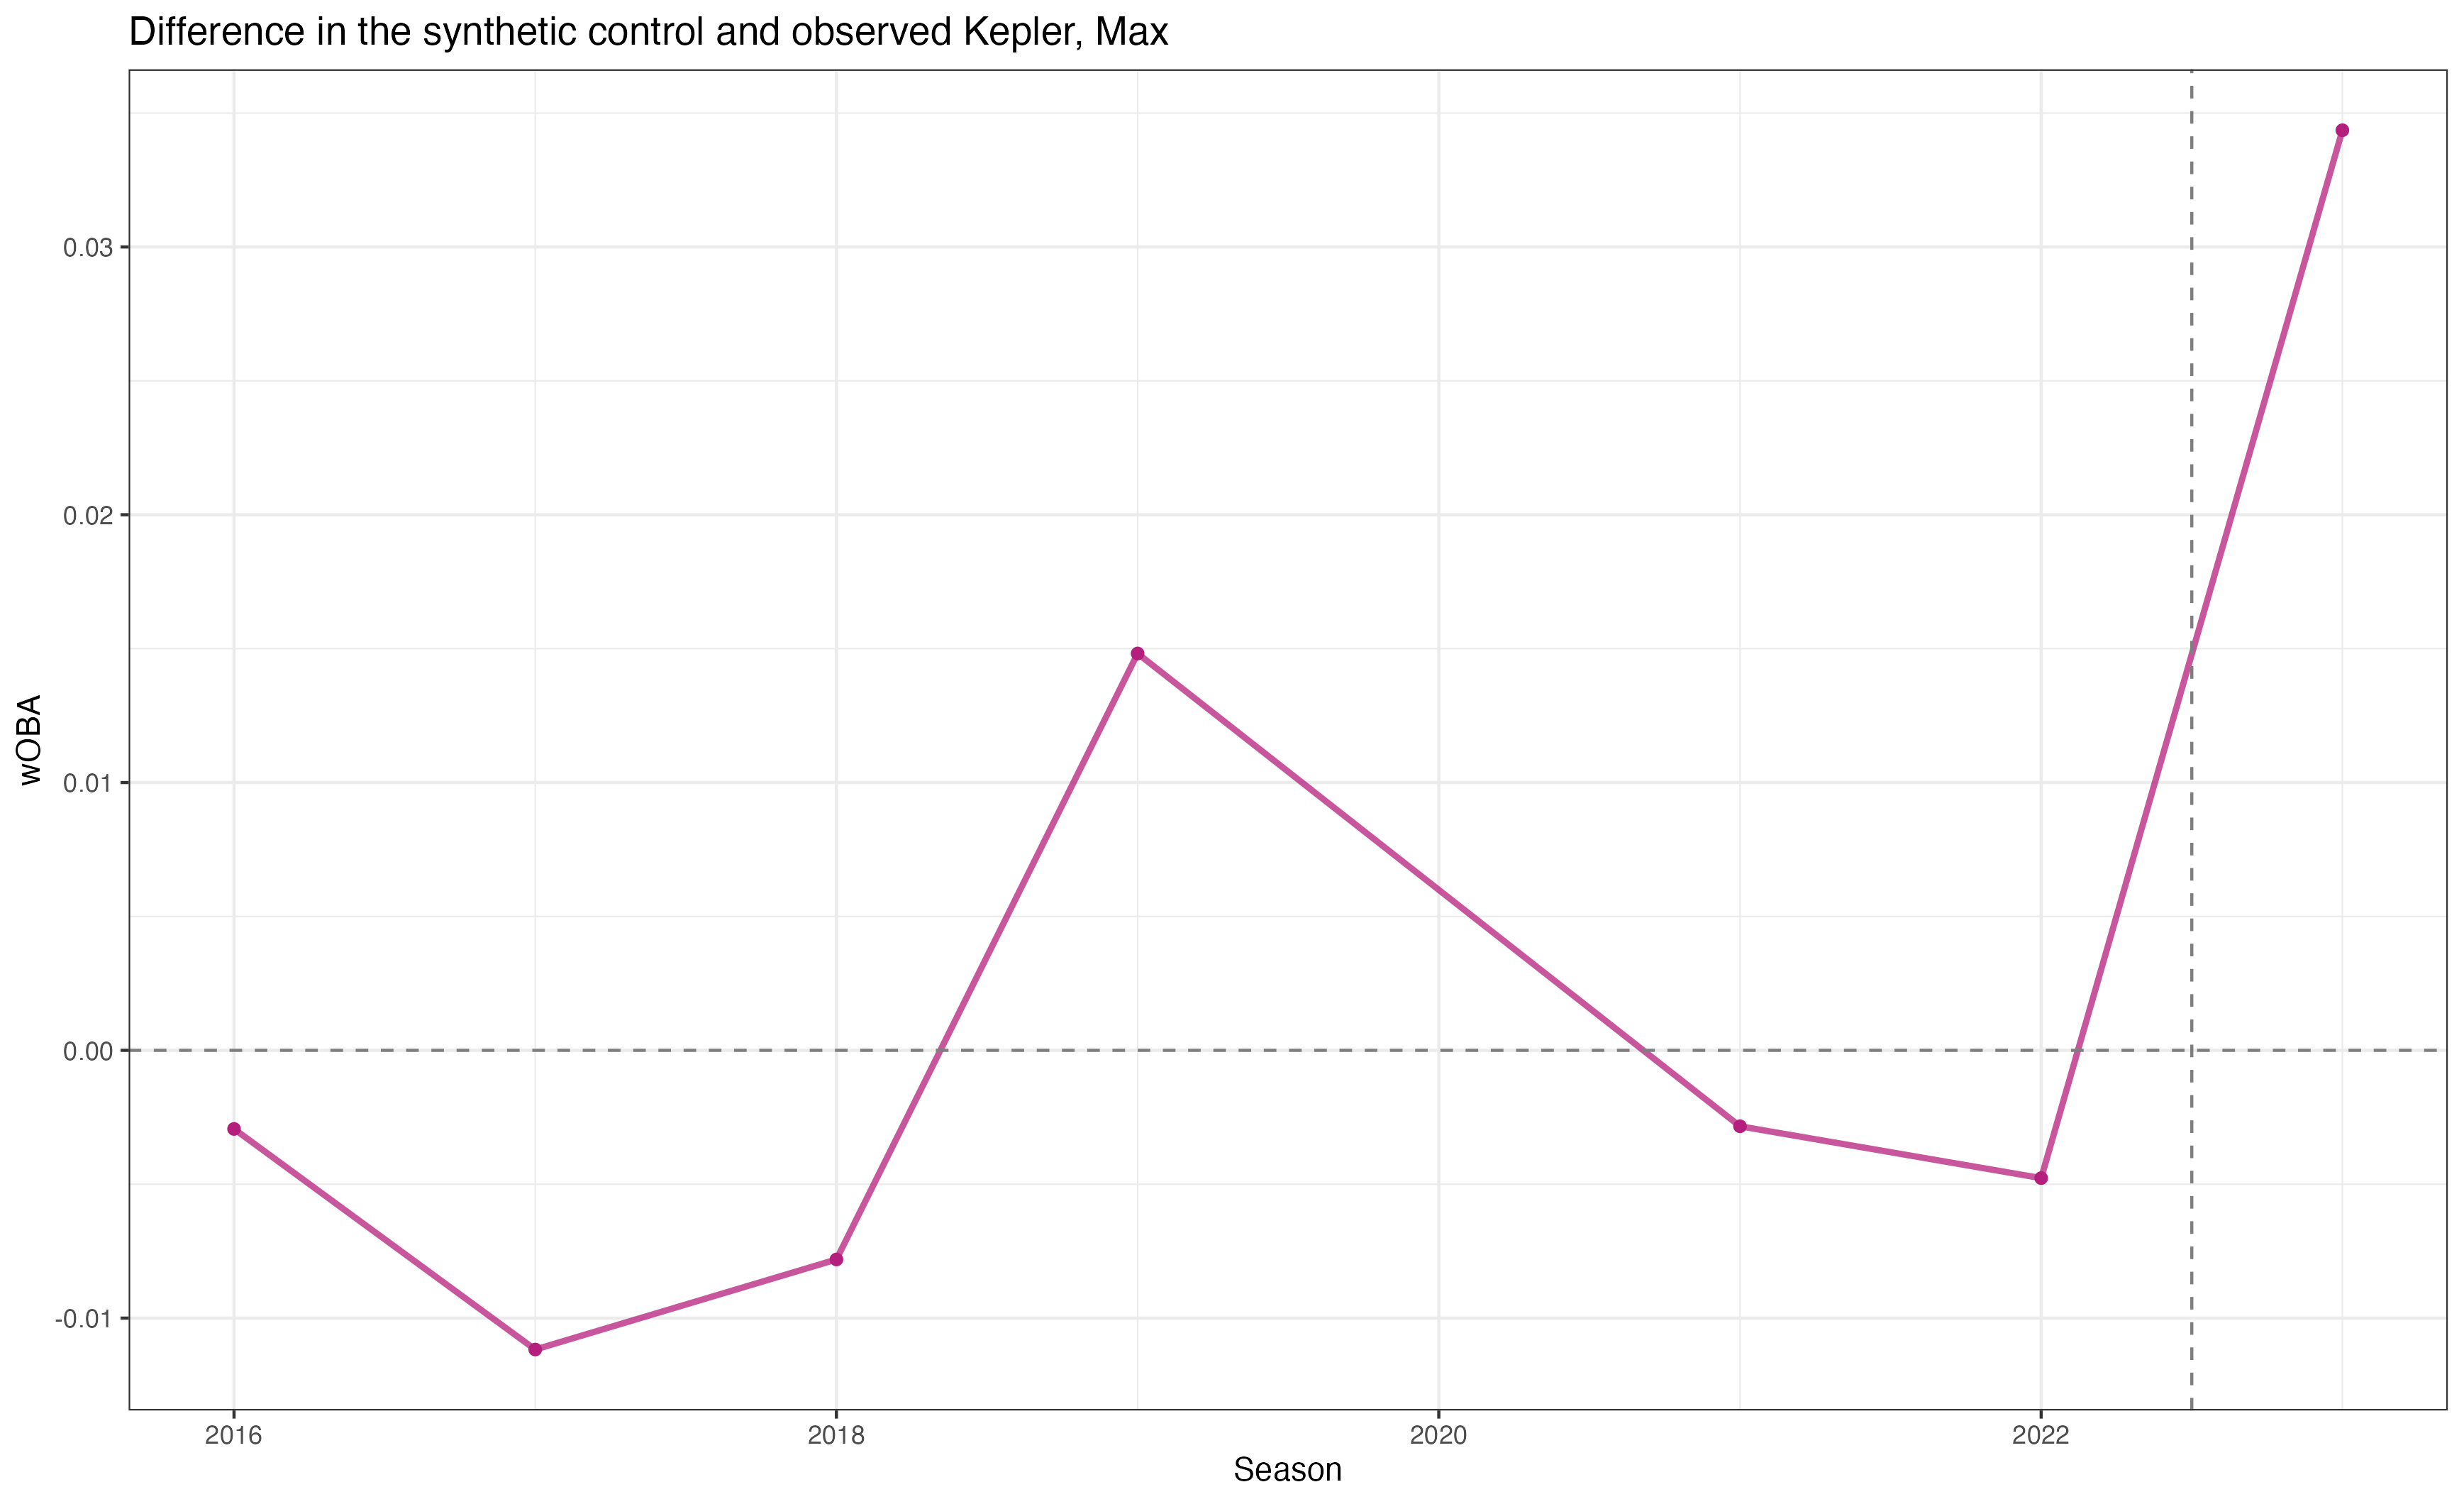 Difference in the synthetic control and observed Kepler, Max
wOBA
0.03
0.02
0.01
0.00
-0.01
2016 2018 2020 2022
Season